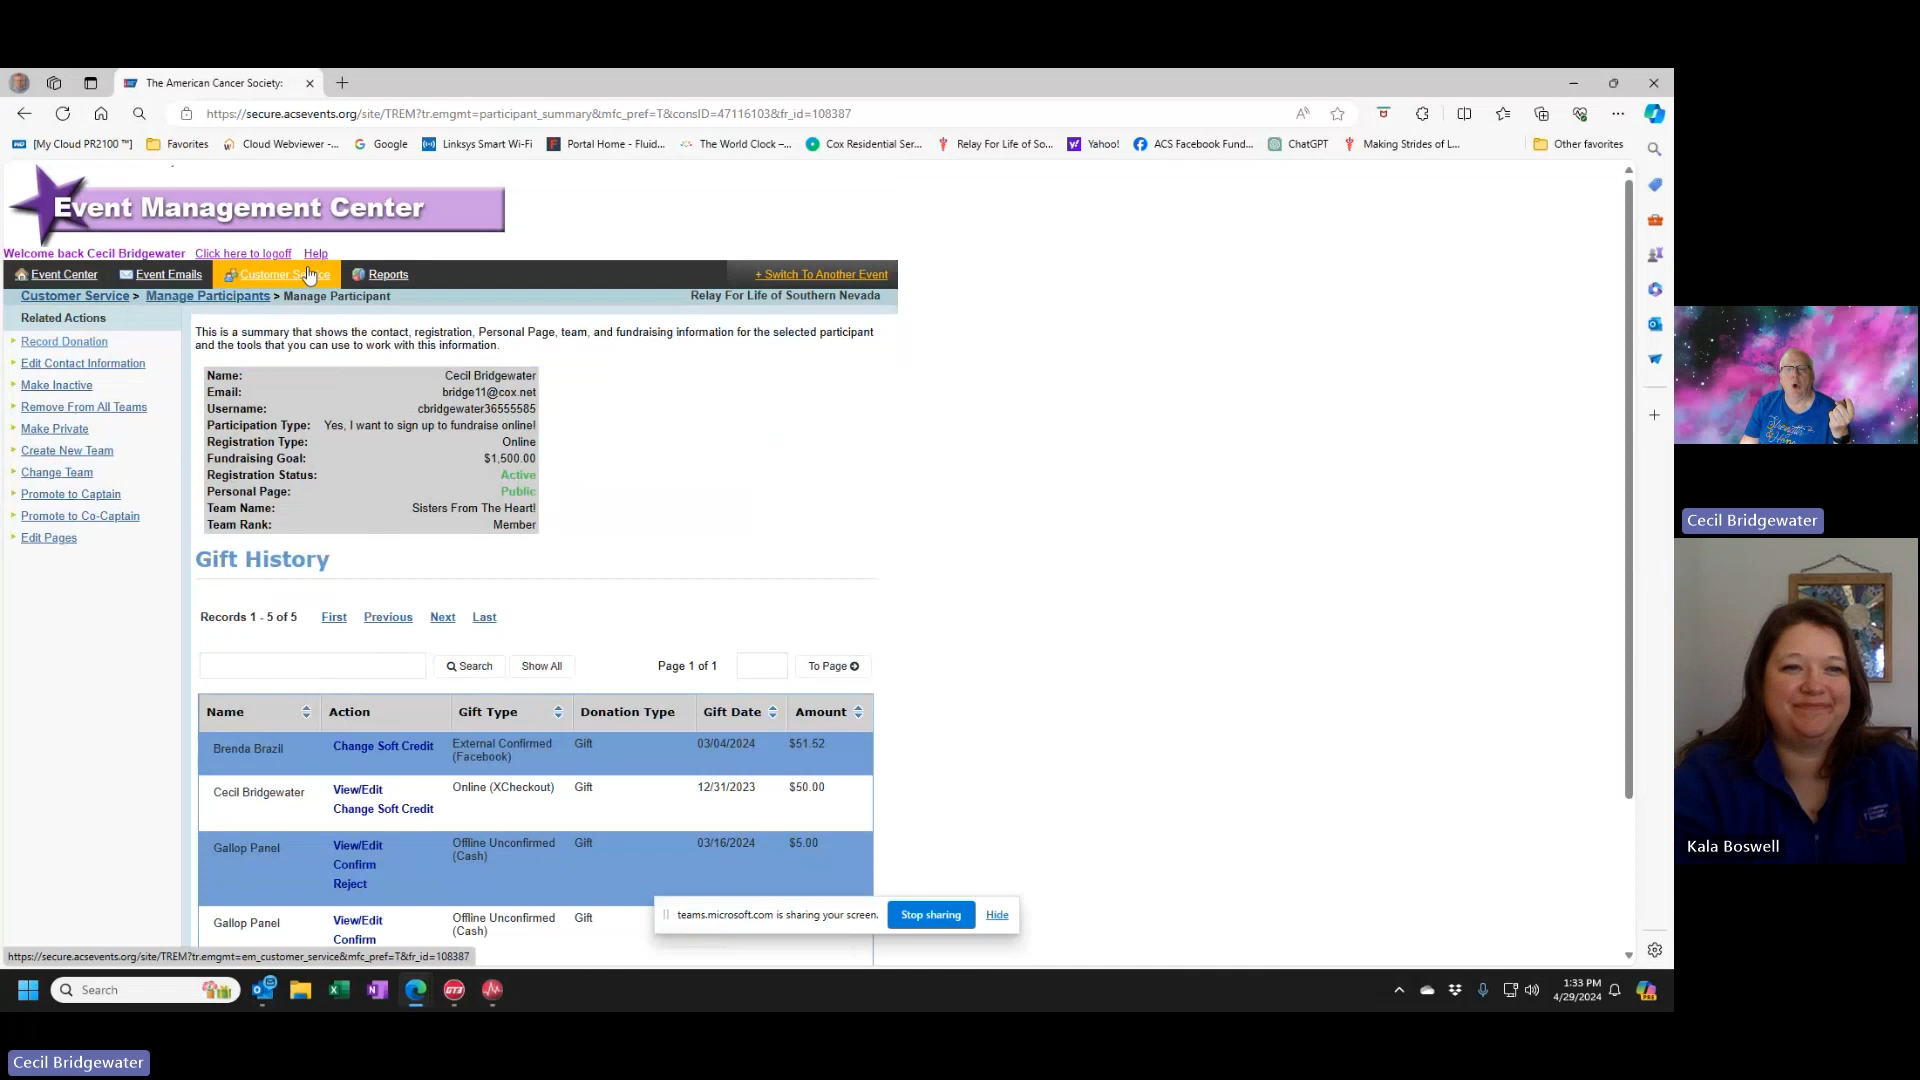 The American Cancer Society:
https://secure.acsevents.org/site/TREM?tr.emgmt=participant_summary&mfc_pref=T&consID=47116103&fr_id=108387
[My Cloud PR2100 ™] Favorites Cloud Webviewer -... Google Linksys Smart Wi-Fi Portal Home - Fluid... The World Clock —... Cox Residential Ser... Relay For Life of So... Yahoo! ACS Facebook Fund... ChatGPT Making Strides of L... Other favorites
Event Management Center
Welcome back Cecil Bridgewater Click here to logoff Help
Event Center Event Emails Customer Service Reports + Switch To Another Event
Customer Service > Manage Participants > Manage Participant Relay For Life of Southern Nevada
Related Actions
Record Donation
Edit Contact Information
Make Inactive
Remove From All Teams
Make Private
Create New Team
Change Team
Promote to Captain
Promote to Co-Captain
Edit Pages
This is a summary that shows the contact, registration, Personal Page, team, and fundraising information for the selected participant
and the tools that you can use to work with this information.
Name: Cecil Bridgewater
Email: bridge11@cox.net
Username: cbridgewater36555585
Participation Type: Yes, I want to sign up to fundraise online!
Registration Type: Online
Fundraising Goal: $1,500.00
Registration Status: Active
Personal Page: Public
Team Name: Sisters From The Heart!
Team Rank: Member
Gift History
Records 1 - 5 of 5 First Previous Next Last
Search Show All Page 1 of 1 To Page
Name Action Gift Type Donation Type Gift Date Amount
Brenda Brazil Change Soft Credit External Confirmed (Facebook) Gift 03/04/2024 $51.52
Cecil Bridgewater View/Edit Change Soft Credit Online (XCheckout) Gift 12/31/2023 $50.00
Gallop Panel View/Edit Confirm Reject Offline Unconfirmed (Cash) Gift 03/16/2024 $5.00
Gallop Panel View/Edit Confirm Offline Unconfirmed (Cash) Gift
teams.microsoft.com is sharing your screen. Stop sharing Hide
https://secure.acsevents.org/site/TREM?tr.emgmt=em_customer_service&mfc_pref=T&fr_id=108387
Search
GT3
1:33 PM
4/29/2024
Cecil Bridgewater
Kala Boswell
Cecil Bridgewater